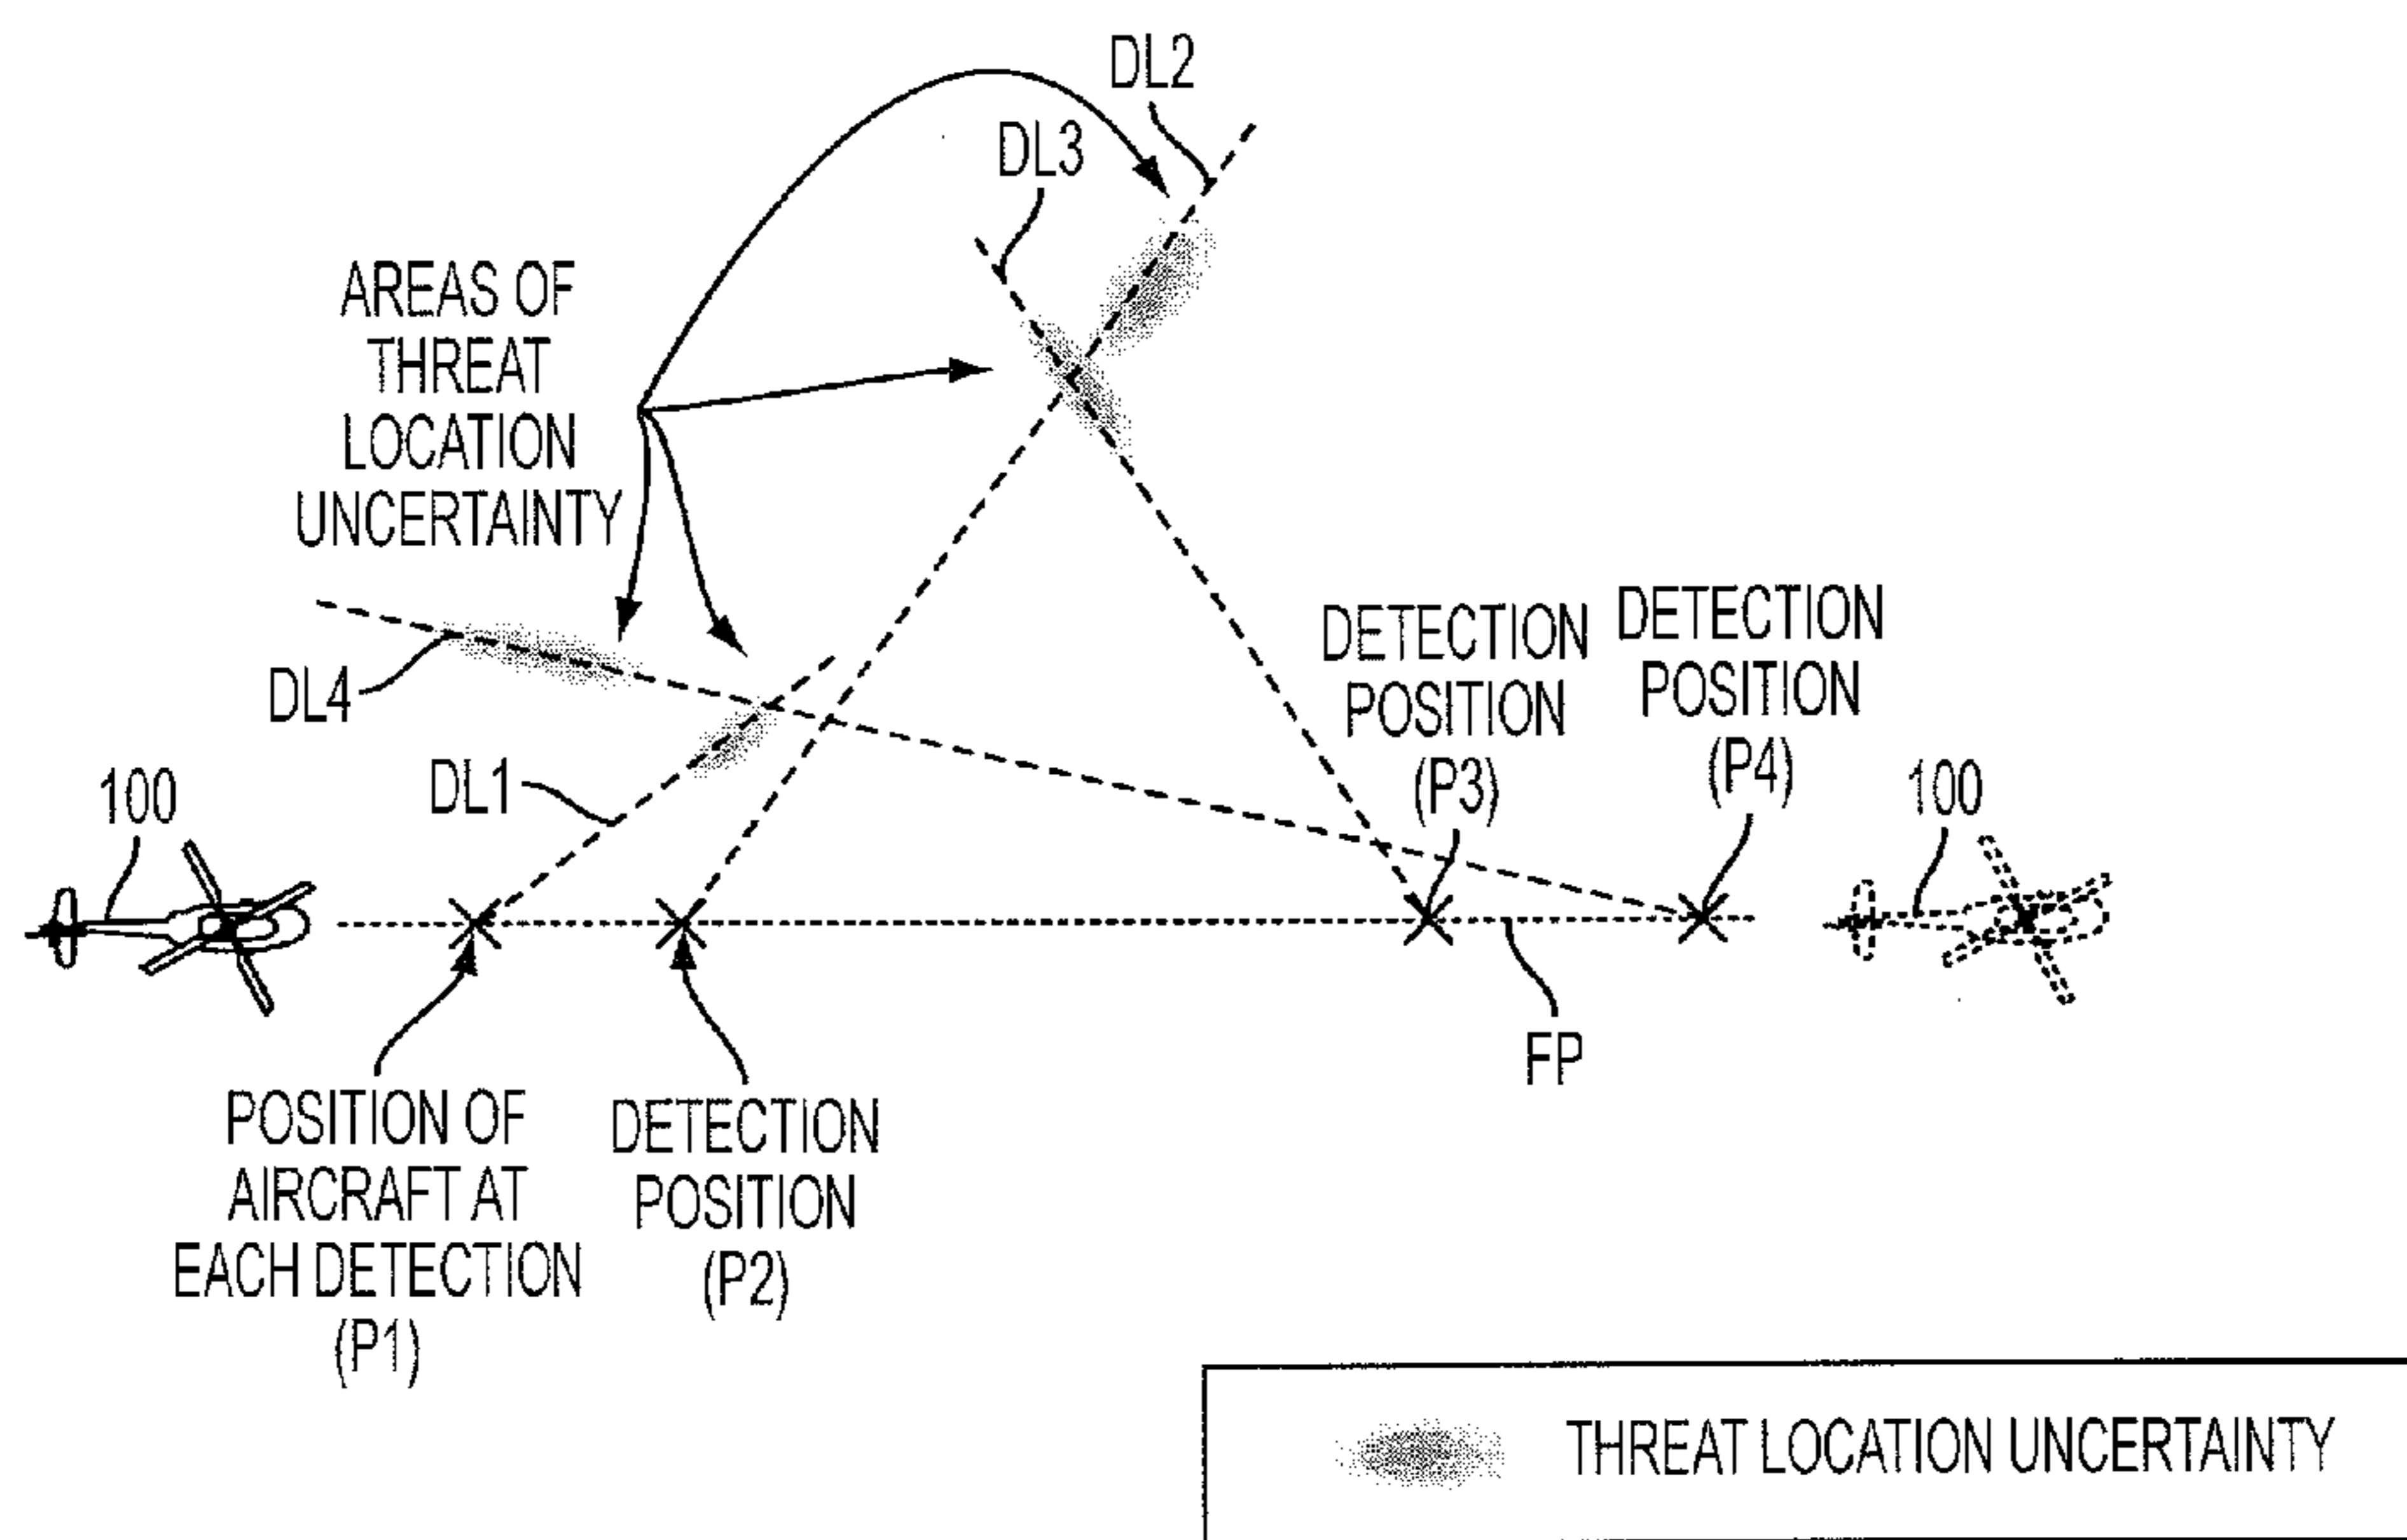 DL2
DL3
AREAS OF
THREAT
LOCATION
UNCERTAINTY
DETECTION
POSITION
(P3)
DETECTION
POSITION
(P4)
DL4
DL1
100
100
FP
POSITION OF
AIRCRAFT AT
EACH DETECTION
(P1)
DETECTION
POSITION
(P2)
THREAT LOCATION UNCERTAINTY